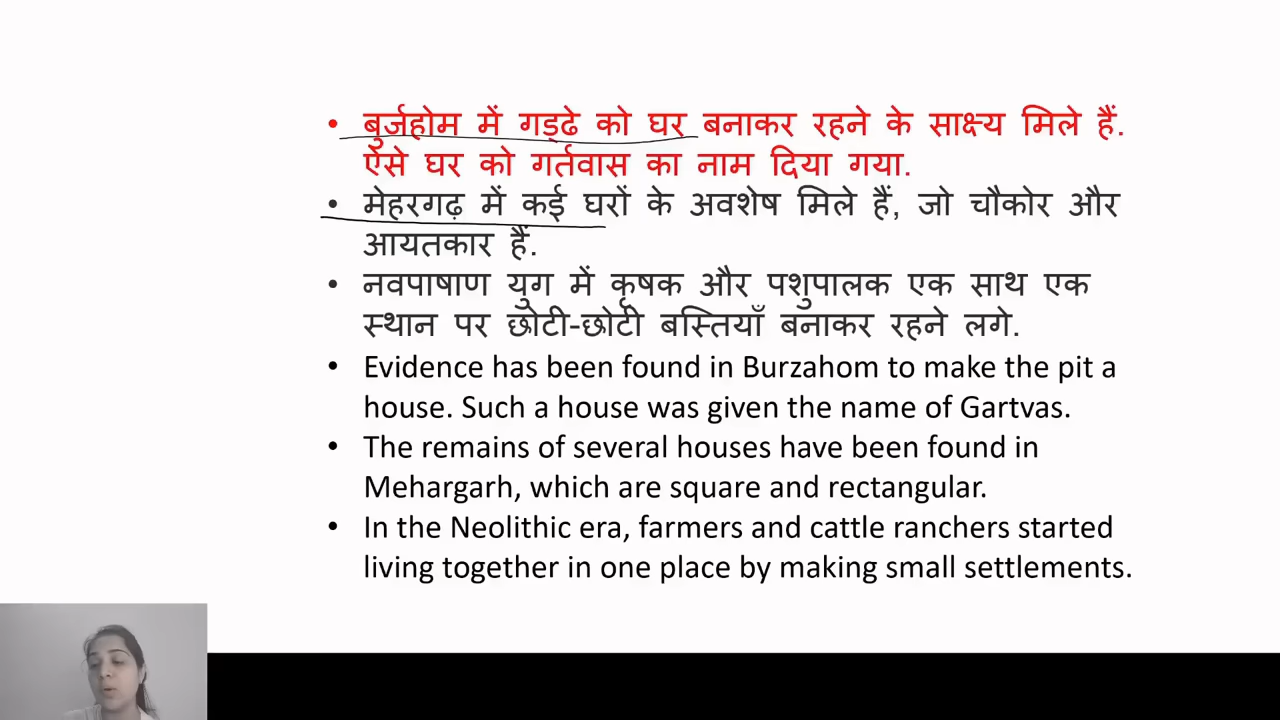 • बुर्जहोम में गड्ढे को घर बनाकर रहने के साक्ष्य मिले हैं.
ऐसे घर को गर्तवास का नाम दिया गया.
• मेहरगढ़ में कई घरों के अवशेष मिले हैं, जो चौकोर और
आयतकार हैं.
• नवपाषाण युग में कृषक और पशुपालक एक साथ एक
स्थान पर छोटी-छोटी बस्तियाँ बनाकर रहने लगे.
• Evidence has been found in Burzahom to make the pit a
house. Such a house was given the name of Gartvas.
• The remains of several houses have been found in
Mehargarh, which are square and rectangular.
• In the Neolithic era, farmers and cattle ranchers started
living together in one place by making small settlements.